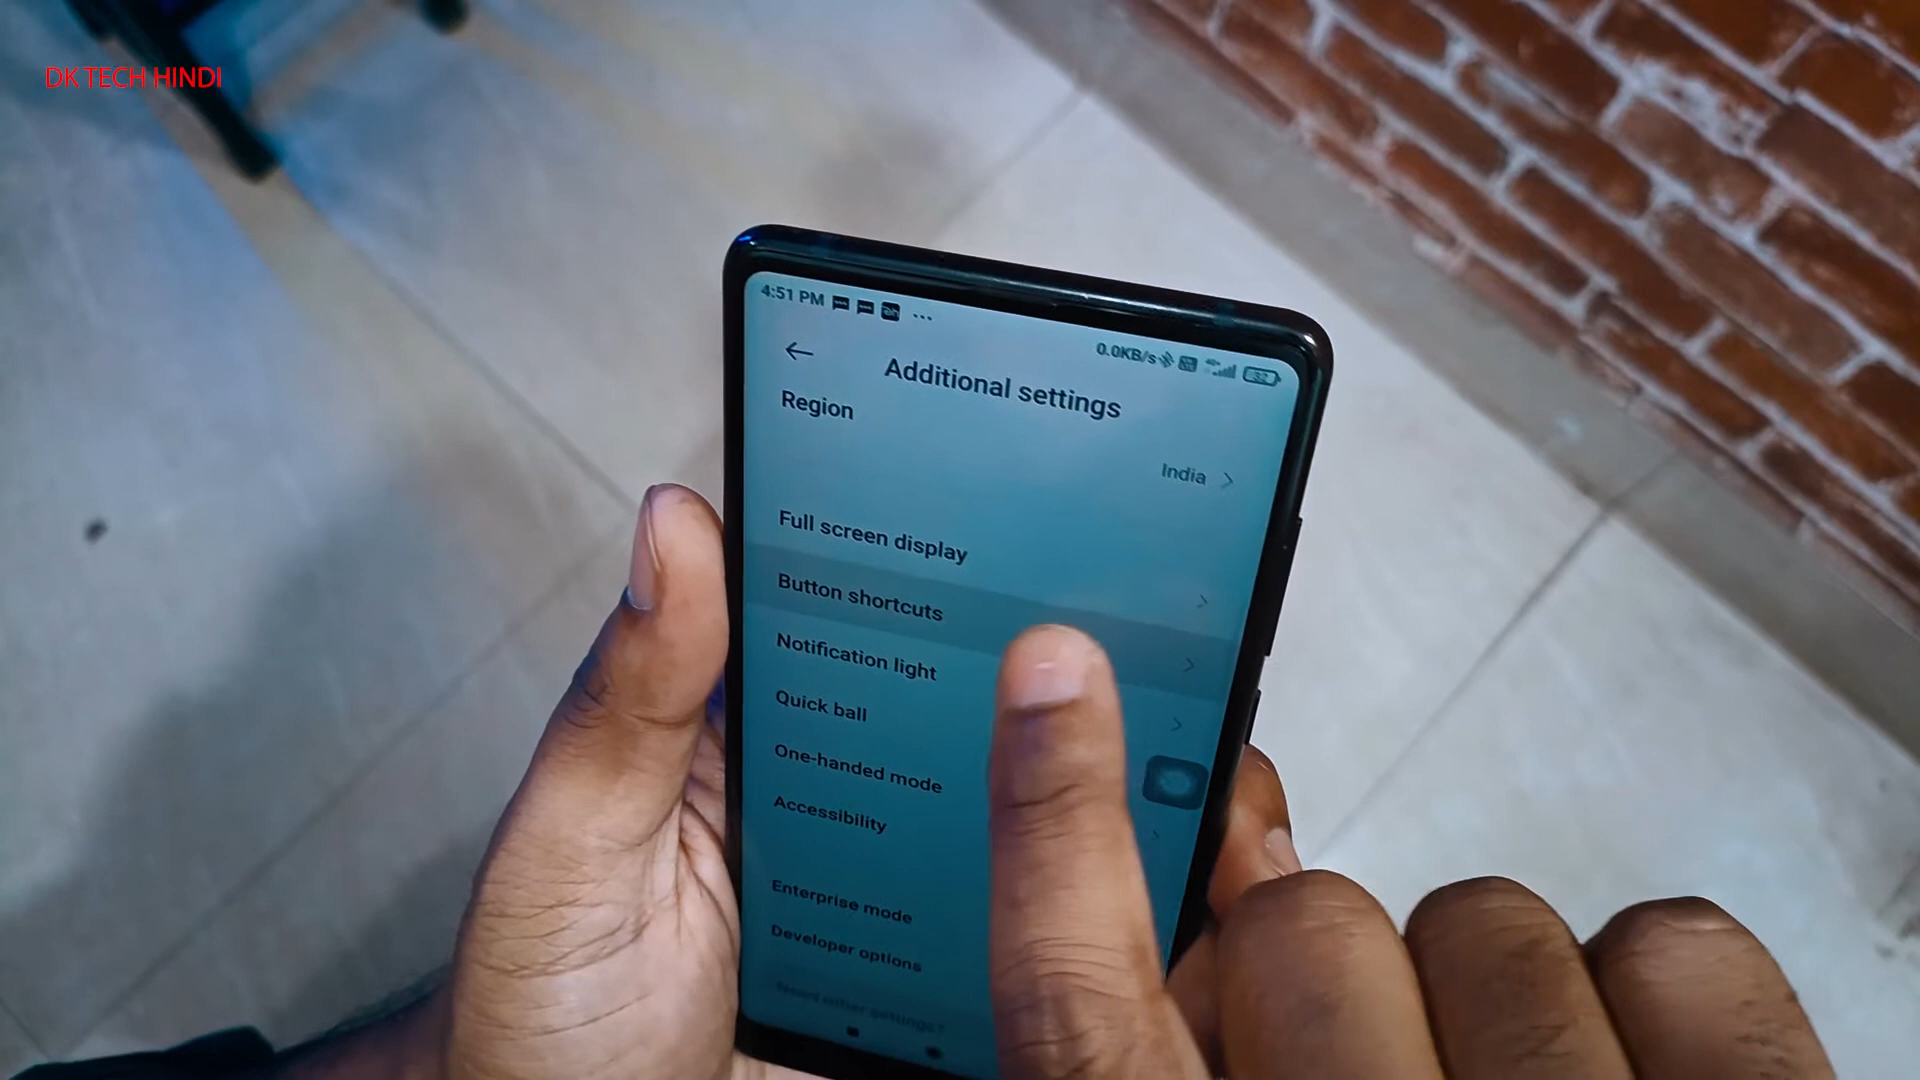 DK TECH HINDI
4:51 PM
0.0KB/s
Additional settings
Region
India
Full screen display
Button shortcuts
Notification light
Quick ball
One-handed mode
Accessibility
Enterprise mode
Developer options